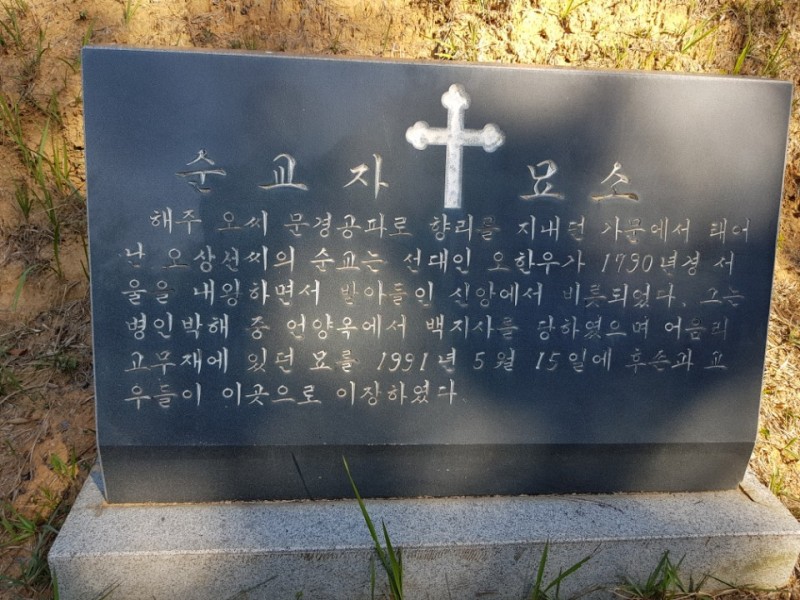 순교자 묘소
해주 오씨 문경공파로 향리를 지내던 가문에서 태어
난 오상선씨의 순교는 선대인 오한우가 1790년경 서
울을 내왕하면서 받아들인 신앙에서 비롯되었다. 그는
병인박해 중 언양옥에서 백지사를 당하였으며 어음리
고무재에 있던 묘를 1991년 5월 15일에 후손과 교
우들이 이곳으로 이장하였다.